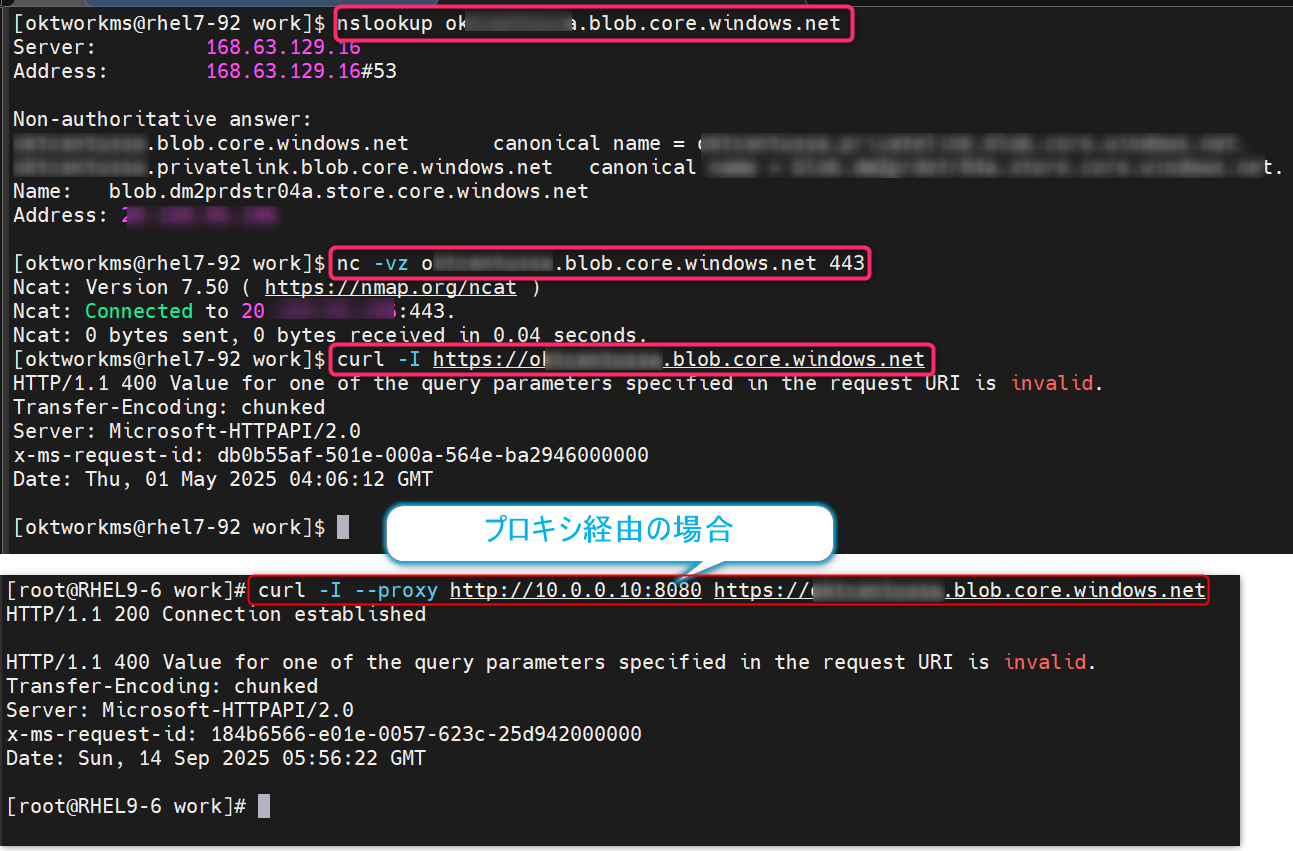 [oktworkms@rhel7-92 work]$ nslookup ok a.blob.core.windows.net
Server: 168.63.129.16
Address: 168.63.129.16#53
Non-authoritative answer:
.blob.core.windows.net canonical name =
.privatelink.blob.core.windows.net canonical
Name: blob.dm2prdstr04a.store.core.windows.net
Address: 2
[oktworkms@rhel7-92 work]$ nc -vz o .blob.core.windows.net 443
Ncat: Version 7.50 ( https://nmap.org/ncat )
Ncat: Connected to 20 :443.
Ncat: 0 bytes sent, 0 bytes received in 0.04 seconds.
[oktworkms@rhel7-92 work]$ curl -I https://o .blob.core.windows.net
HTTP/1.1 400 Value for one of the query parameters specified in the request URI is invalid.
Transfer-Encoding: chunked
Server: Microsoft-HTTPAPI/2.0
x-ms-request-id: db0b55af-501e-000a-564e-ba2946000000
Date: Thu, 01 May 2025 04:06:12 GMT
[oktworkms@rhel7-92 work]$
プロキシ経由の場合
[root@RHEL9-6 work]# curl -I --proxy http://10.0.0.10:8080 https:// .blob.core.windows.net
HTTP/1.1 200 Connection established
HTTP/1.1 400 Value for one of the query parameters specified in the request URI is invalid.
Transfer-Encoding: chunked
Server: Microsoft-HTTPAPI/2.0
x-ms-request-id: 184b6566-e01e-0057-623c-25d942000000
Date: Sun, 14 Sep 2025 05:56:22 GMT
[root@RHEL9-6 work]#